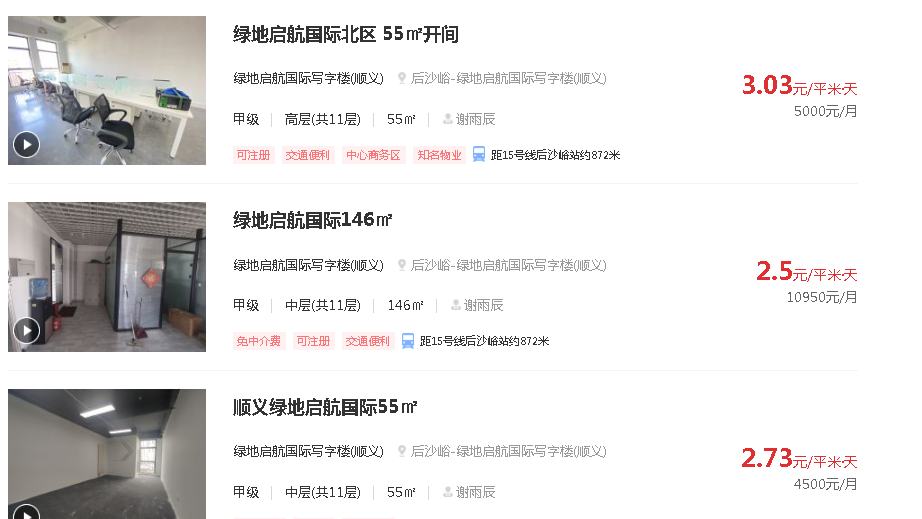 绿地启航国际北区 55㎡开间
绿地启航国际写字楼(顺义) 后沙峪-绿地启航国际写字楼(顺义)
3.03元/平米·天
5000元/月
甲级 高层(共11层) 55㎡ 谢雨辰
可注册 交通便利 中心商务区 知名物业 距15号线后沙峪站约872米
绿地启航国际146㎡
绿地启航国际写字楼(顺义) 后沙峪-绿地启航国际写字楼(顺义)
2.5元/平米·天
10950元/月
甲级 中层(共11层) 146㎡ 谢雨辰
免中介费 可注册 交通便利 距15号线后沙峪站约872米
顺义绿地启航国际55㎡
绿地启航国际写字楼(顺义) 后沙峪-绿地启航国际写字楼(顺义)
2.73元/平米·天
4500元/月
甲级 中层(共11层) 55㎡ 谢雨辰